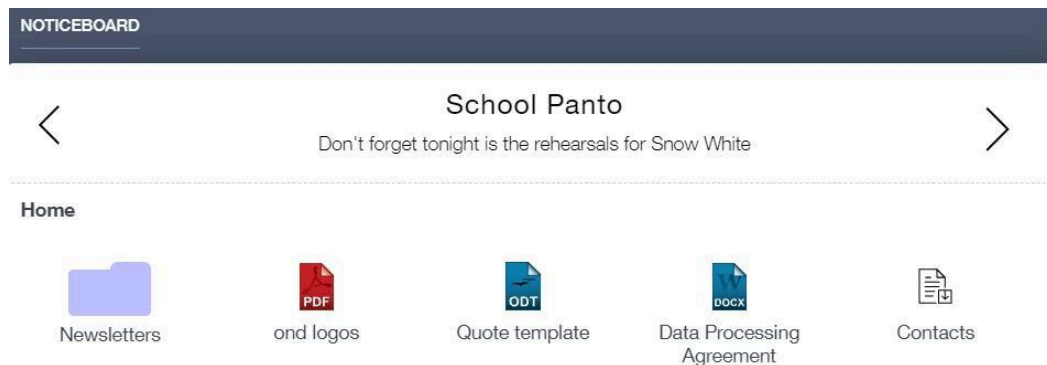 NOTICEBOARD
School Panto
Don't forget tonight is the rehearsals for Snow White
Home
PDF
ODT
W
DOCX
Newsletters
ond logos
Quote template
Data Processing
Agreement
Contacts